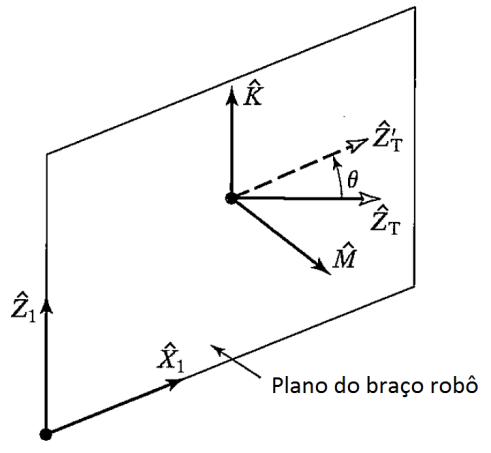 K̂
Ẑ′T
θ
ẐT
M̂
Ẑ1
X̂1
Plano do braço robô